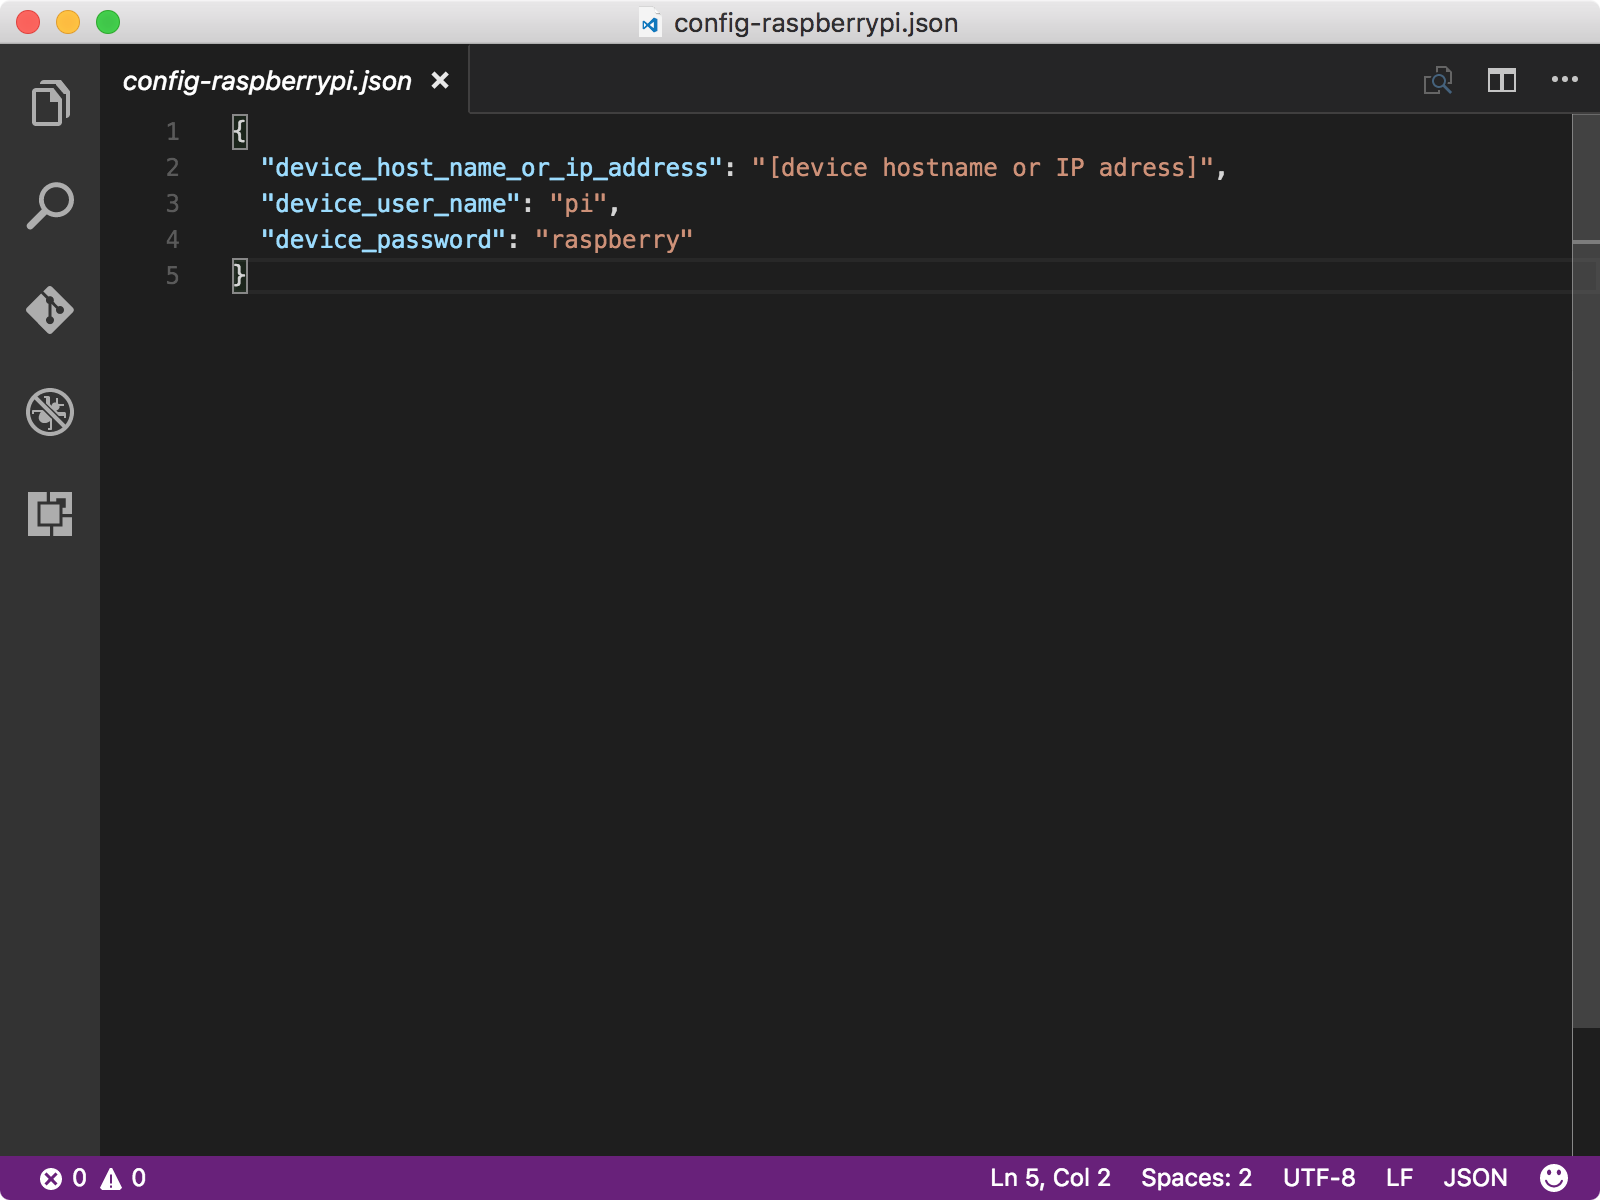 config-raspberrypi.json
config-raspberrypi.json
1 {
2 "device_host_name_or_ip_address": "[device hostname or IP adress]",
3 "device_user_name": "pi",
4 "device_password": "raspberry"
5 }
0 0 Ln 5, Col 2 Spaces: 2 UTF-8 LF JSON